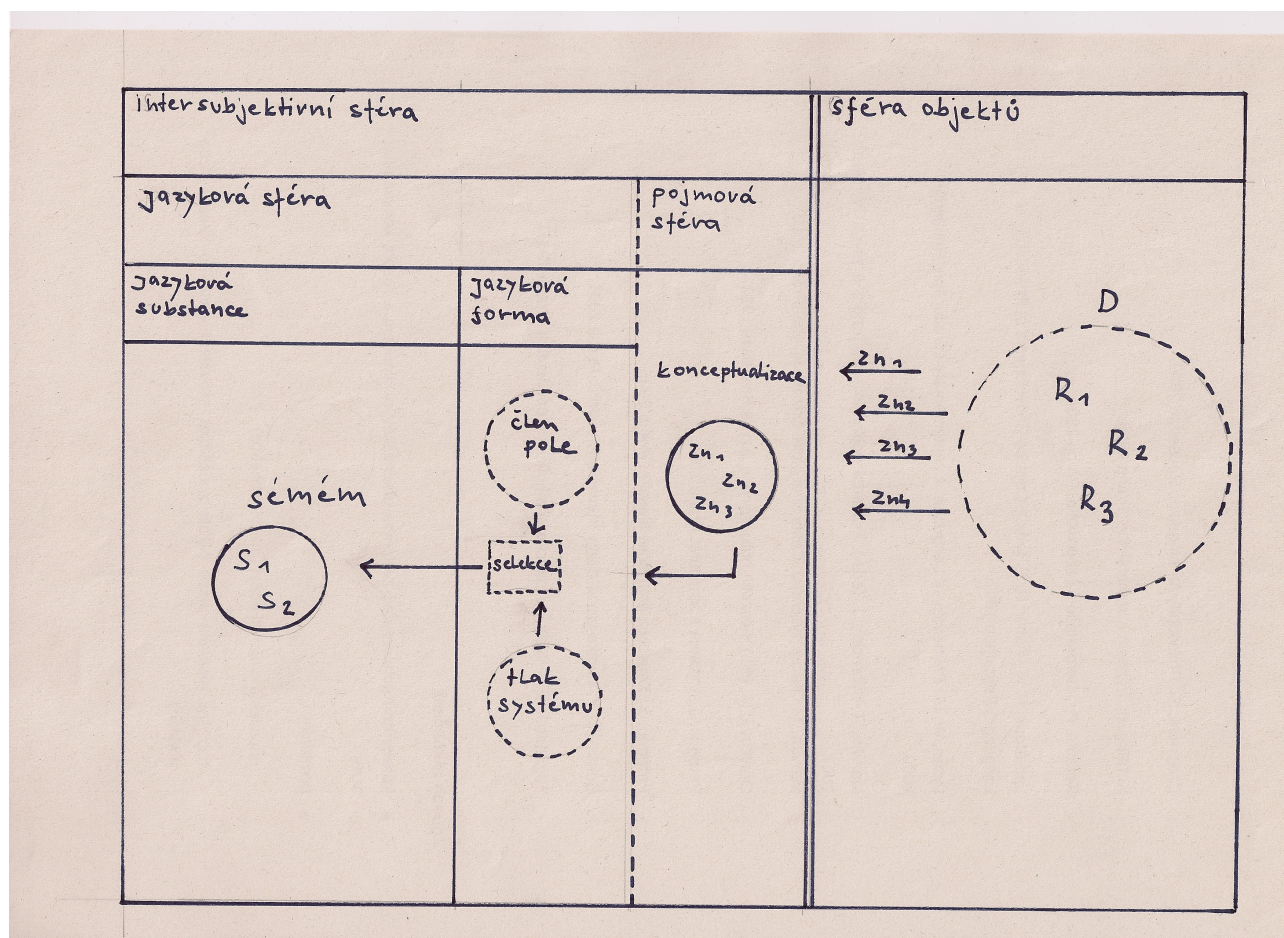 intersubjektivní sféra
sféra objektů
jazyková sféra
pojmová
sféra
jazyková
substance
jazyková
forma
D
konceptualizace
zn1
zn2
zn3
zn4
R1
R2
R3
člen
pole
zn1
zn2
zn3
sémém
S1
S2
selekce
tlak
systému